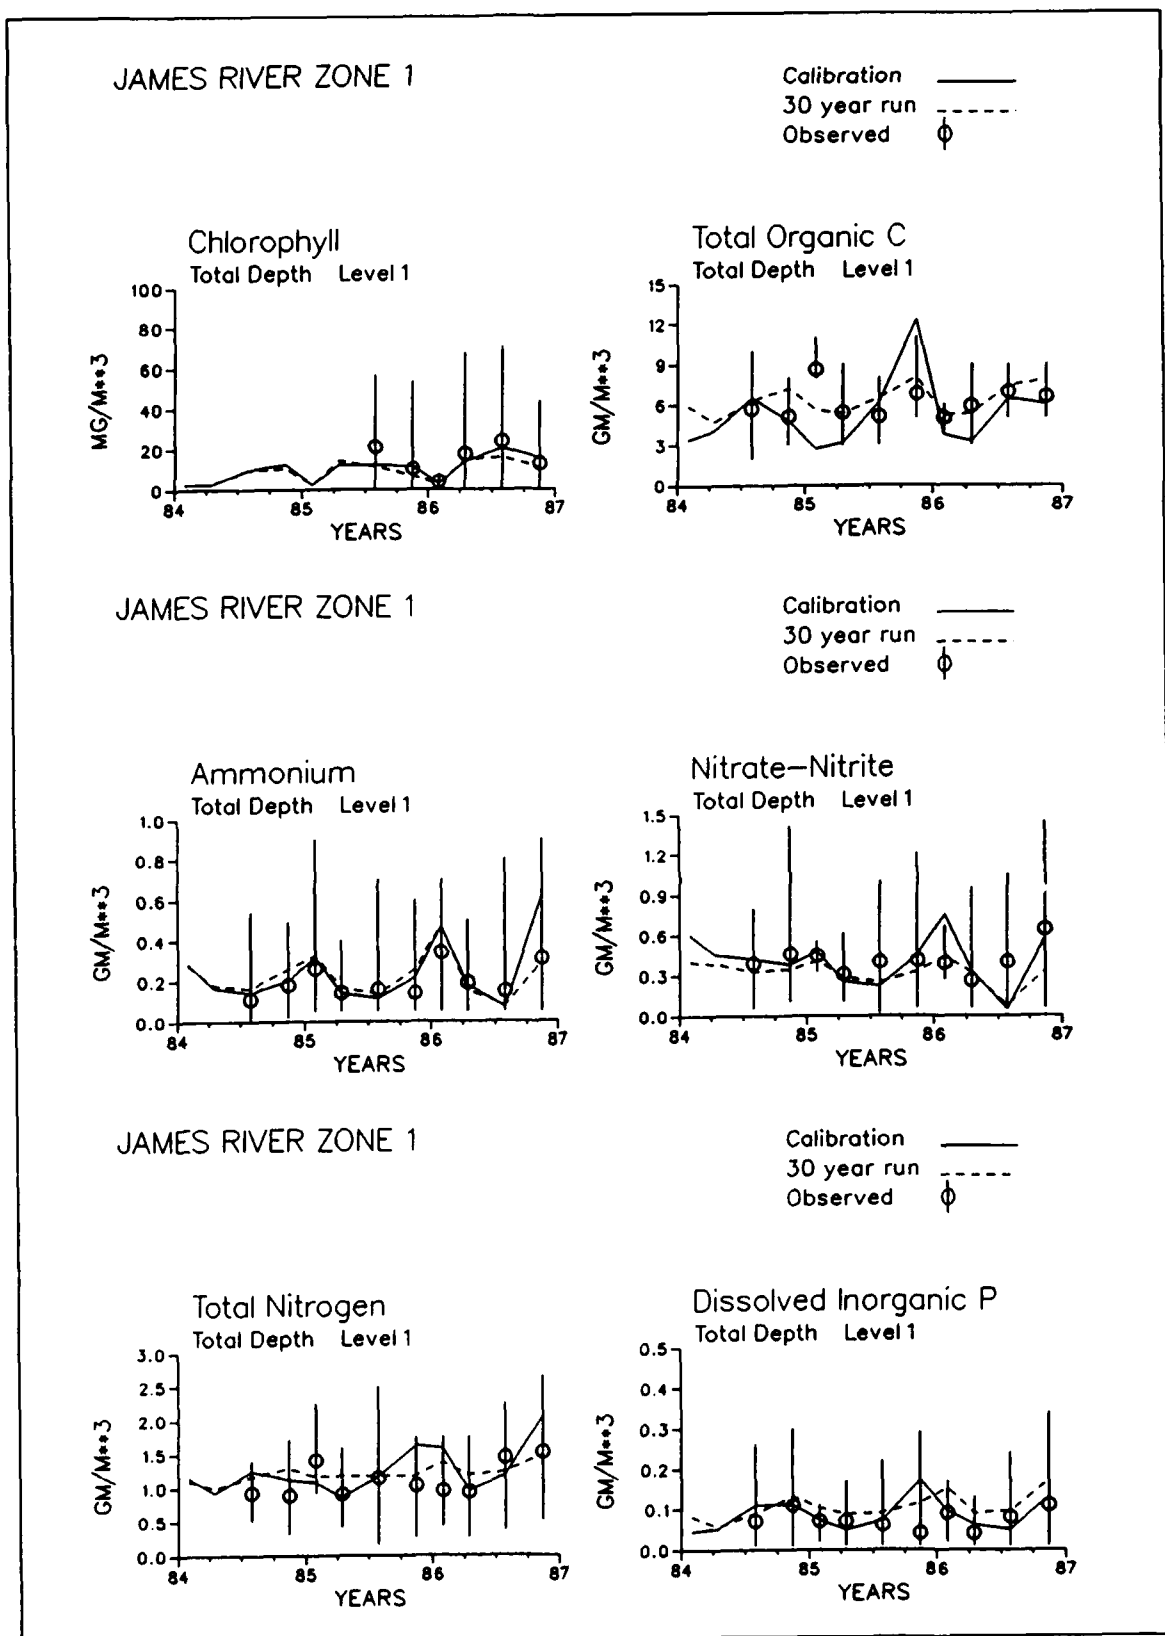 JAMES RIVER ZONE 1
Calibration
30 year run
Observed
Chlorophyll
Total Depth Level 1
100
80
60
40
20
0
MG/M**3
84 85 86 87
YEARS
Total Organic C
Total Depth Level 1
15
12
9
6
3
0
GM/M**3
84 85 86 87
YEARS
JAMES RIVER ZONE 1
Calibration
30 year run
Observed
Ammonium
Total Depth Level 1
1.0
0.8
0.6
0.4
0.2
0.0
GM/M**3
84 85 86 87
YEARS
Nitrate-Nitrite
Total Depth Level 1
1.5
1.2
0.9
0.6
0.3
0.0
GM/M**3
84 85 86 87
YEARS
JAMES RIVER ZONE 1
Calibration
30 year run
Observed
Total Nitrogen
Total Depth Level 1
3.0
2.5
2.0
1.5
1.0
0.5
0.0
GM/M**3
84 85 86 87
YEARS
Dissolved Inorganic P
Total Depth Level 1
0.5
0.4
0.3
0.2
0.1
0.0
GM/M**3
84 85 86 87
YEARS